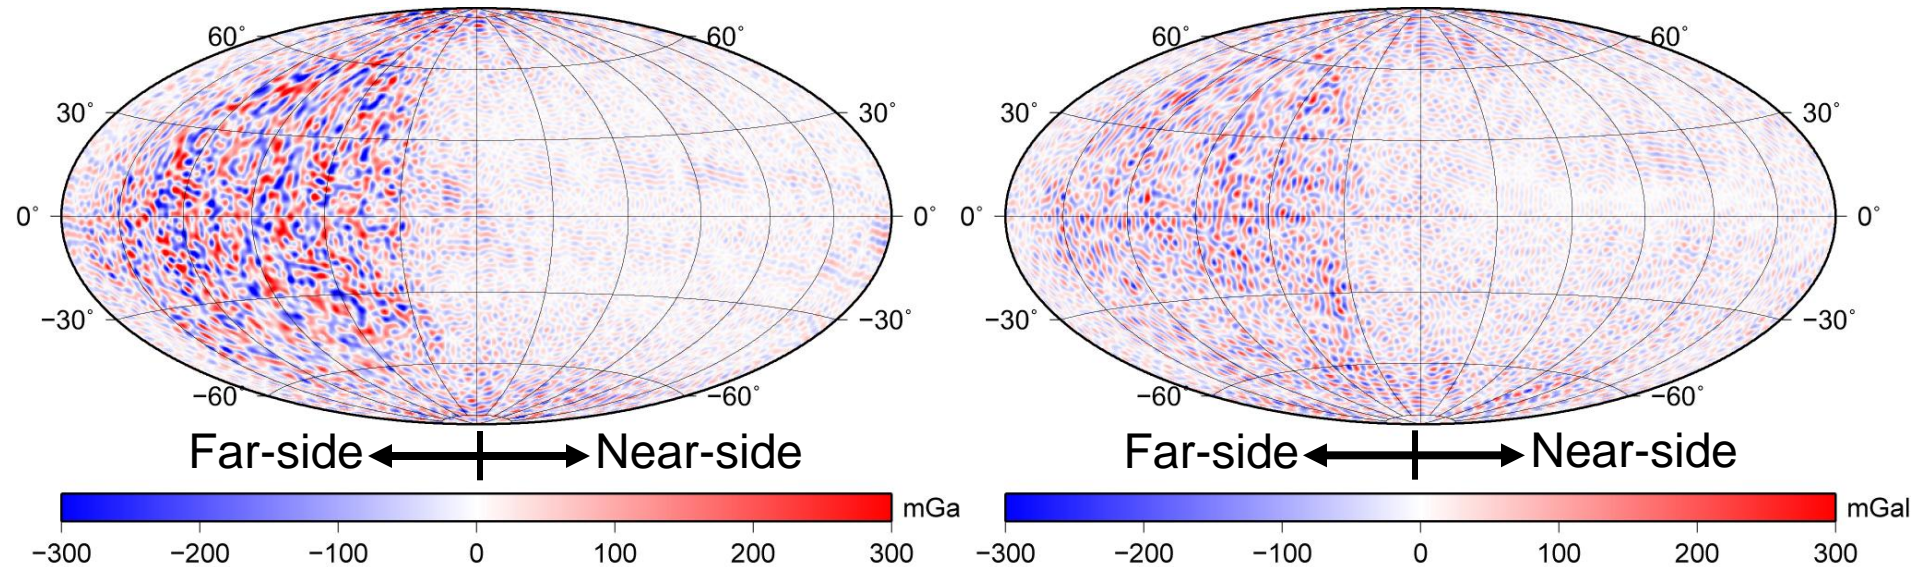 60° 60° 60° 60°
30° 30° 30° 30°
0° 0° 0° 0°
−30° −30° −30° −30°
−60° −60° −60° −60°
Far-side Near-side Far-side Near-side
mGa mGal
−300 −200 −100 0 100 200 300 −300 −200 −100 0 100 200 300